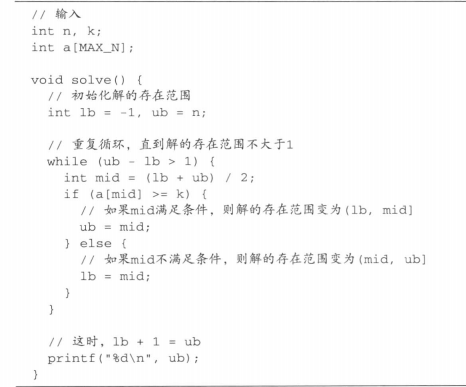 // 输入
int n, k;
int a[MAX_N];

void solve() {
  // 初始化解的存在范围
  int lb = -1, ub = n;

  // 重复循环，直到解的存在范围不大于1
  while (ub - lb > 1) {
    int mid = (lb + ub) / 2;
    if (a[mid] >= k) {
      // 如果mid满足条件，则解的存在范围变为(lb, mid]
      ub = mid;
    } else {
      // 如果mid不满足条件，则解的存在范围变为(mid, ub]
      lb = mid;
    }
  }

  // 这时，lb + 1 = ub
  printf("%d\n", ub);
}